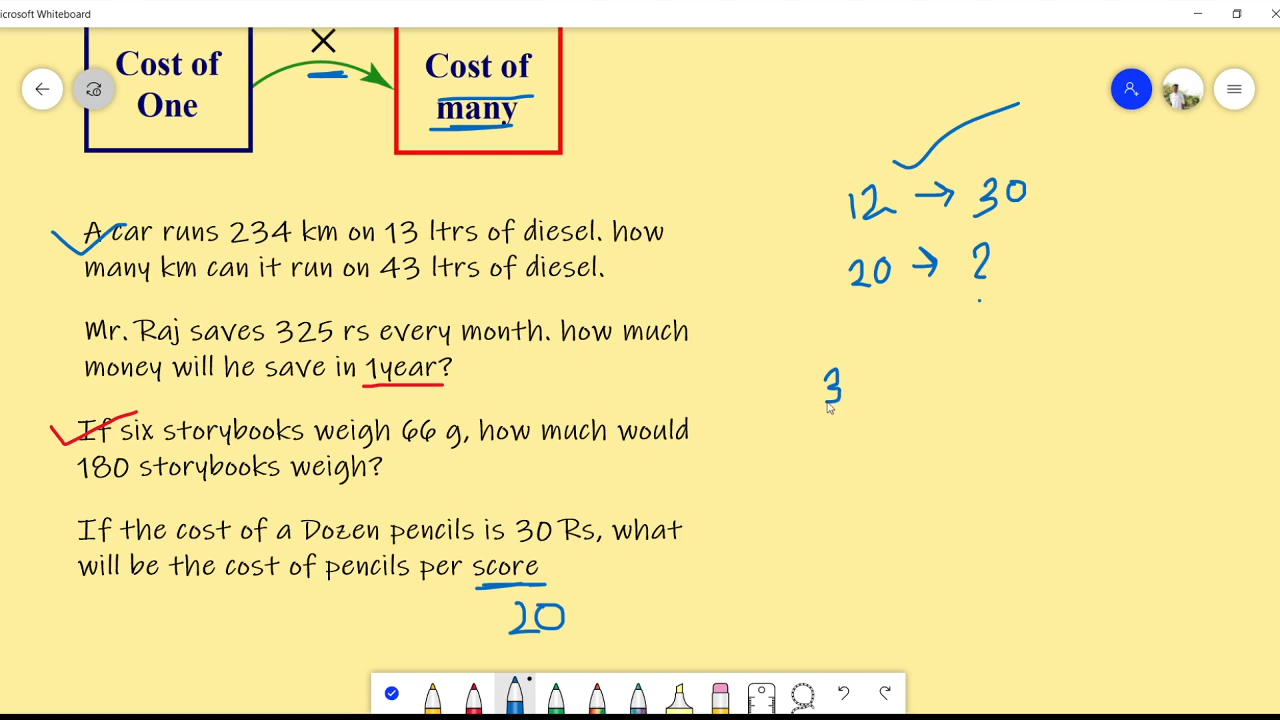 icrosoft Whiteboard
Cost of
One
×
Cost of
many
12 → 30
20 → ?
3
A car runs 234 km on 13 ltrs of diesel. how
many km can it run on 43 ltrs of diesel.
Mr. Raj saves 325 rs every month. how much
money will he save in 1year?
If six storybooks weigh 66 g, how much would
180 storybooks weigh?
If the cost of a Dozen pencils is 30 Rs, what
will be the cost of pencils per score
20